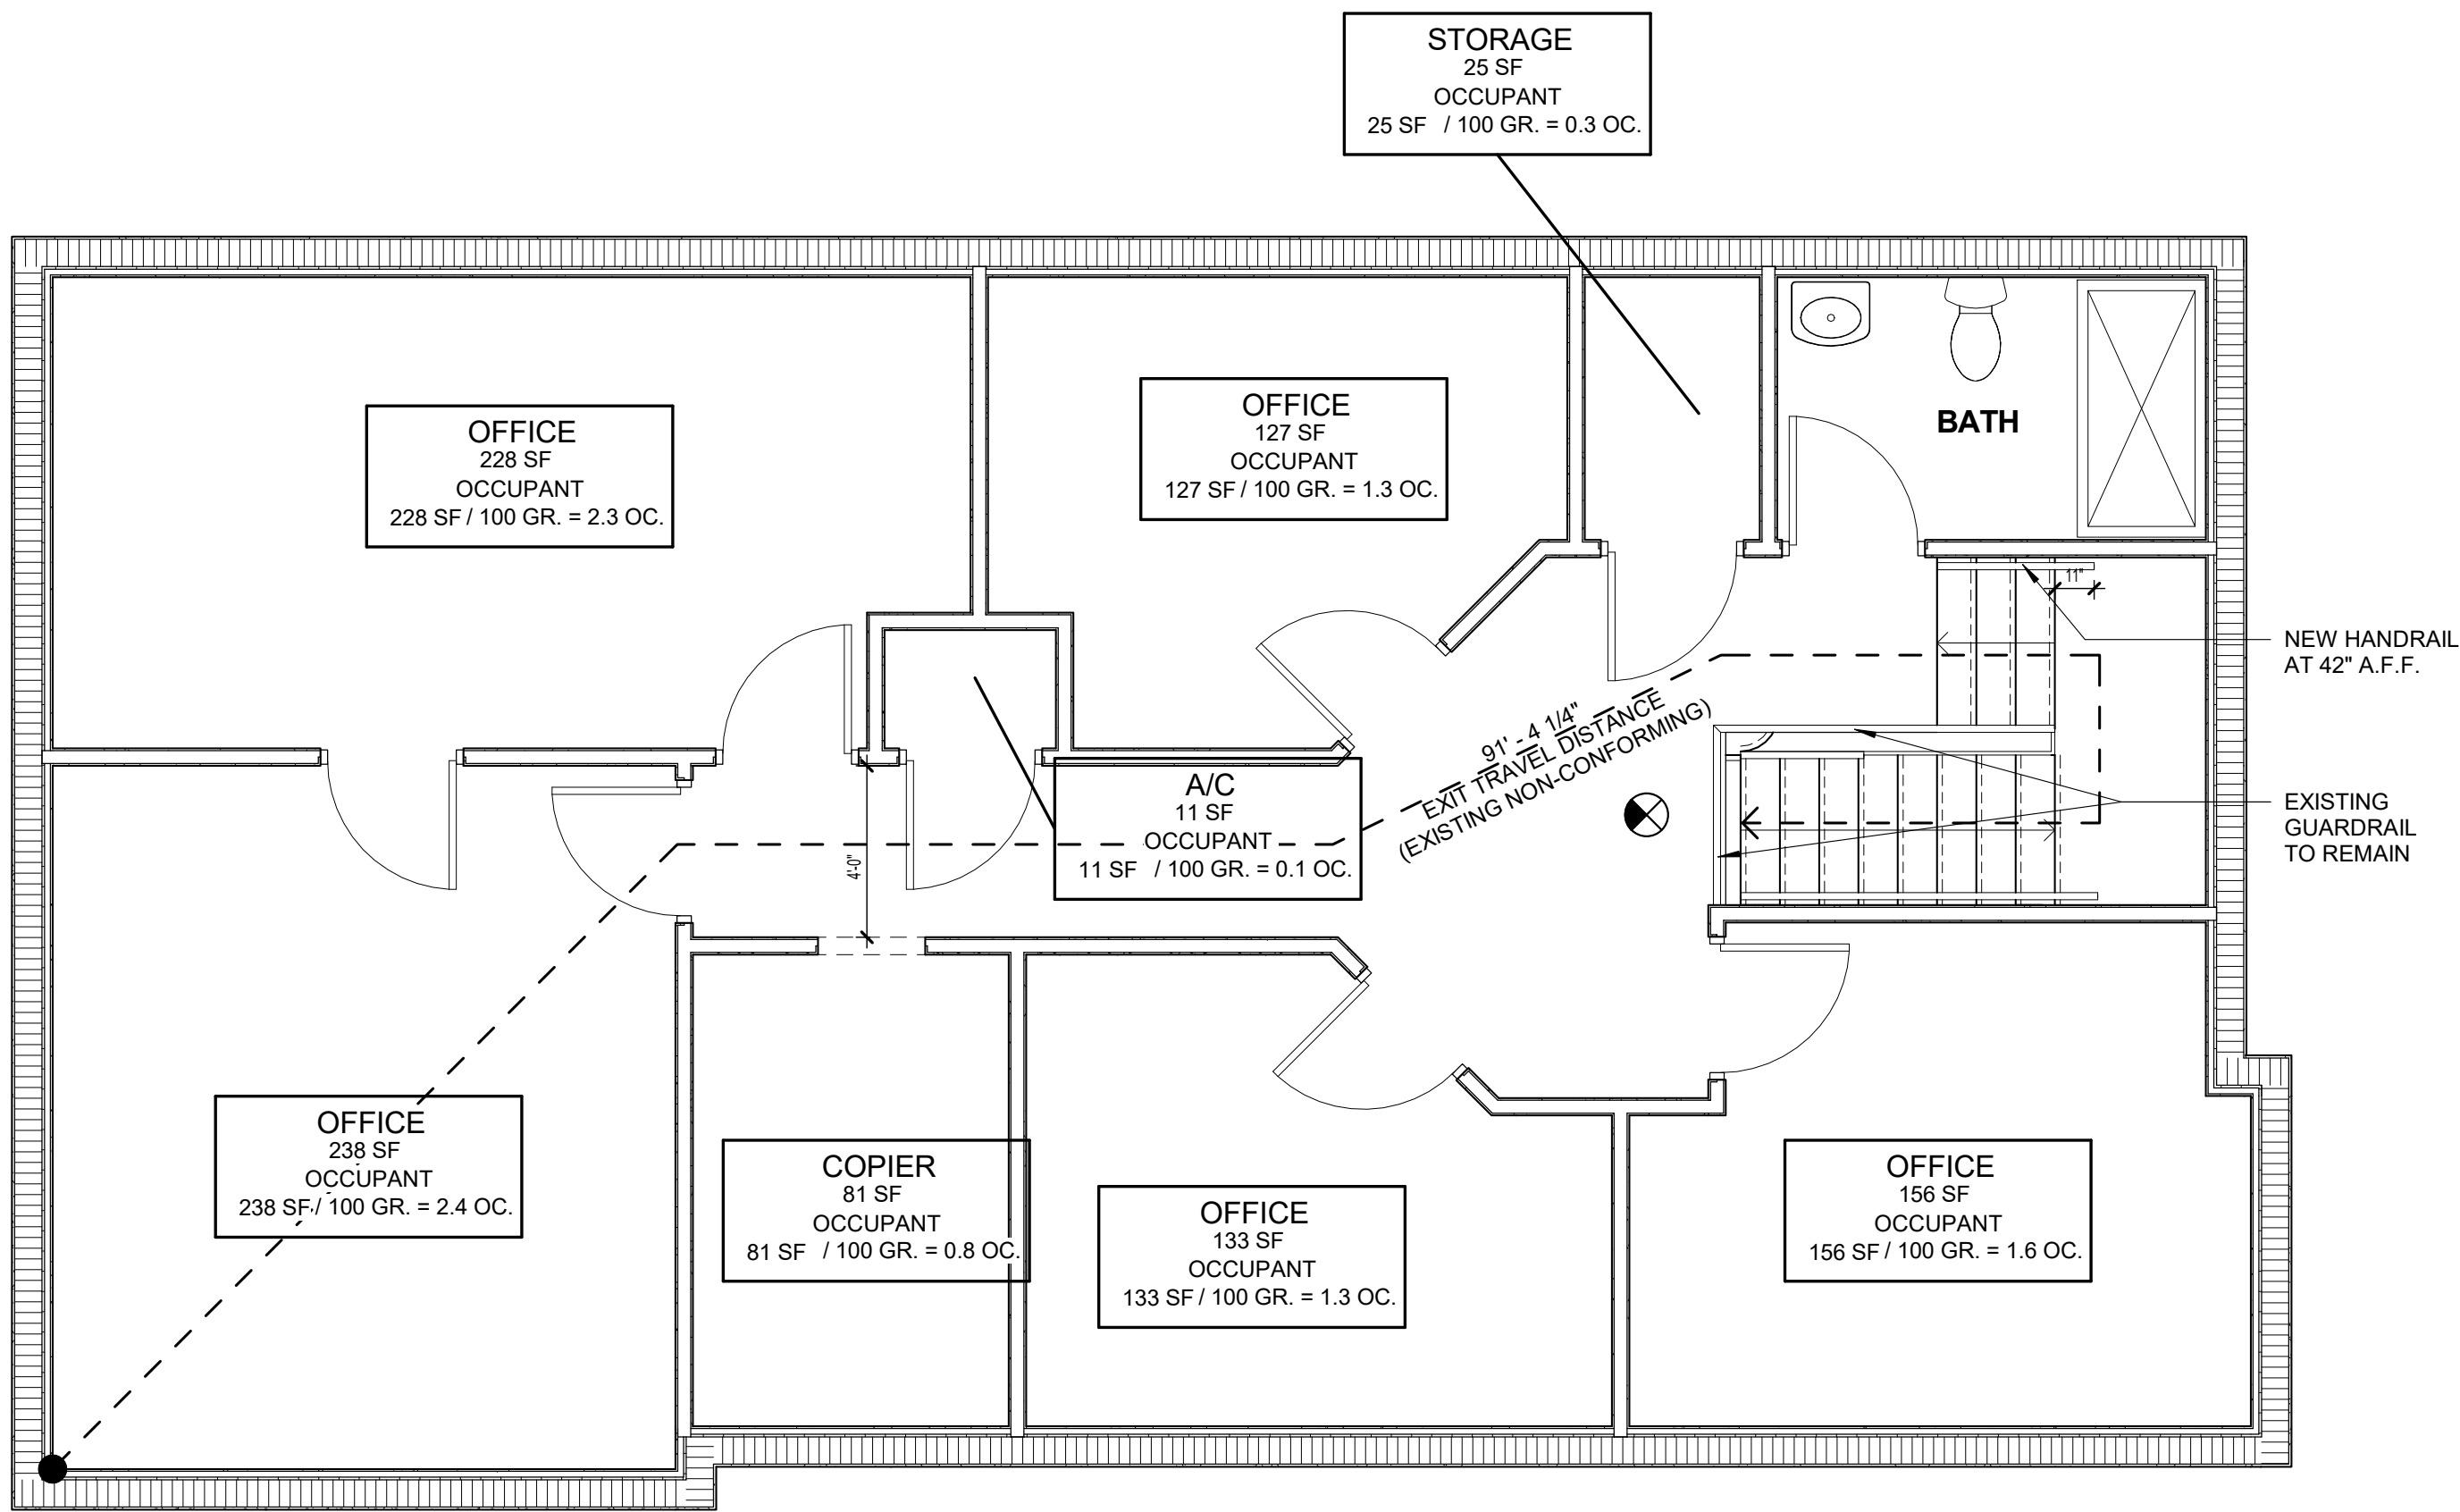 STORAGE
25 SF
OCCUPANT
25 SF / 100 GR. = 0.3 OC.
OFFICE
228 SF
OCCUPANT
228 SF / 100 GR. = 2.3 OC.
OFFICE
127 SF
OCCUPANT
127 SF / 100 GR. = 1.3 OC.
BATH
11"
NEW HANDRAIL
AT 42" A.F.F.
91' - 4 1/4"
EXIT TRAVEL DISTANCE
(EXISTING NON-CONFORMING)
A/C
11 SF
OCCUPANT
11 SF / 100 GR. = 0.1 OC.
4'-0"
EXISTING
GUARDRAIL
TO REMAIN
OFFICE
238 SF
OCCUPANT
238 SF / 100 GR. = 2.4 OC.
COPIER
81 SF
OCCUPANT
81 SF / 100 GR. = 0.8 OC.
OFFICE
133 SF
OCCUPANT
133 SF / 100 GR. = 1.3 OC.
OFFICE
156 SF
OCCUPANT
156 SF / 100 GR. = 1.6 OC.